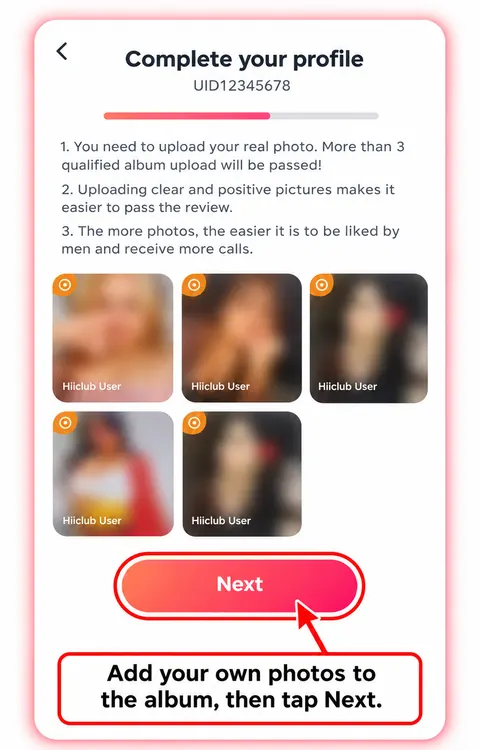 Complete your profile
UID12345678
1. You need to upload your real photo. More than 3
qualified album upload will be passed!
2. Uploading clear and positive pictures makes it
easier to pass the review.
3. The more photos, the easier it is to be liked by
men and receive more calls.
Hiiclub User
Hiiclub User
Hiiclub User
Hiiclub User
Hiiclub User
Next
Add your own photos to
the album, then tap Next.